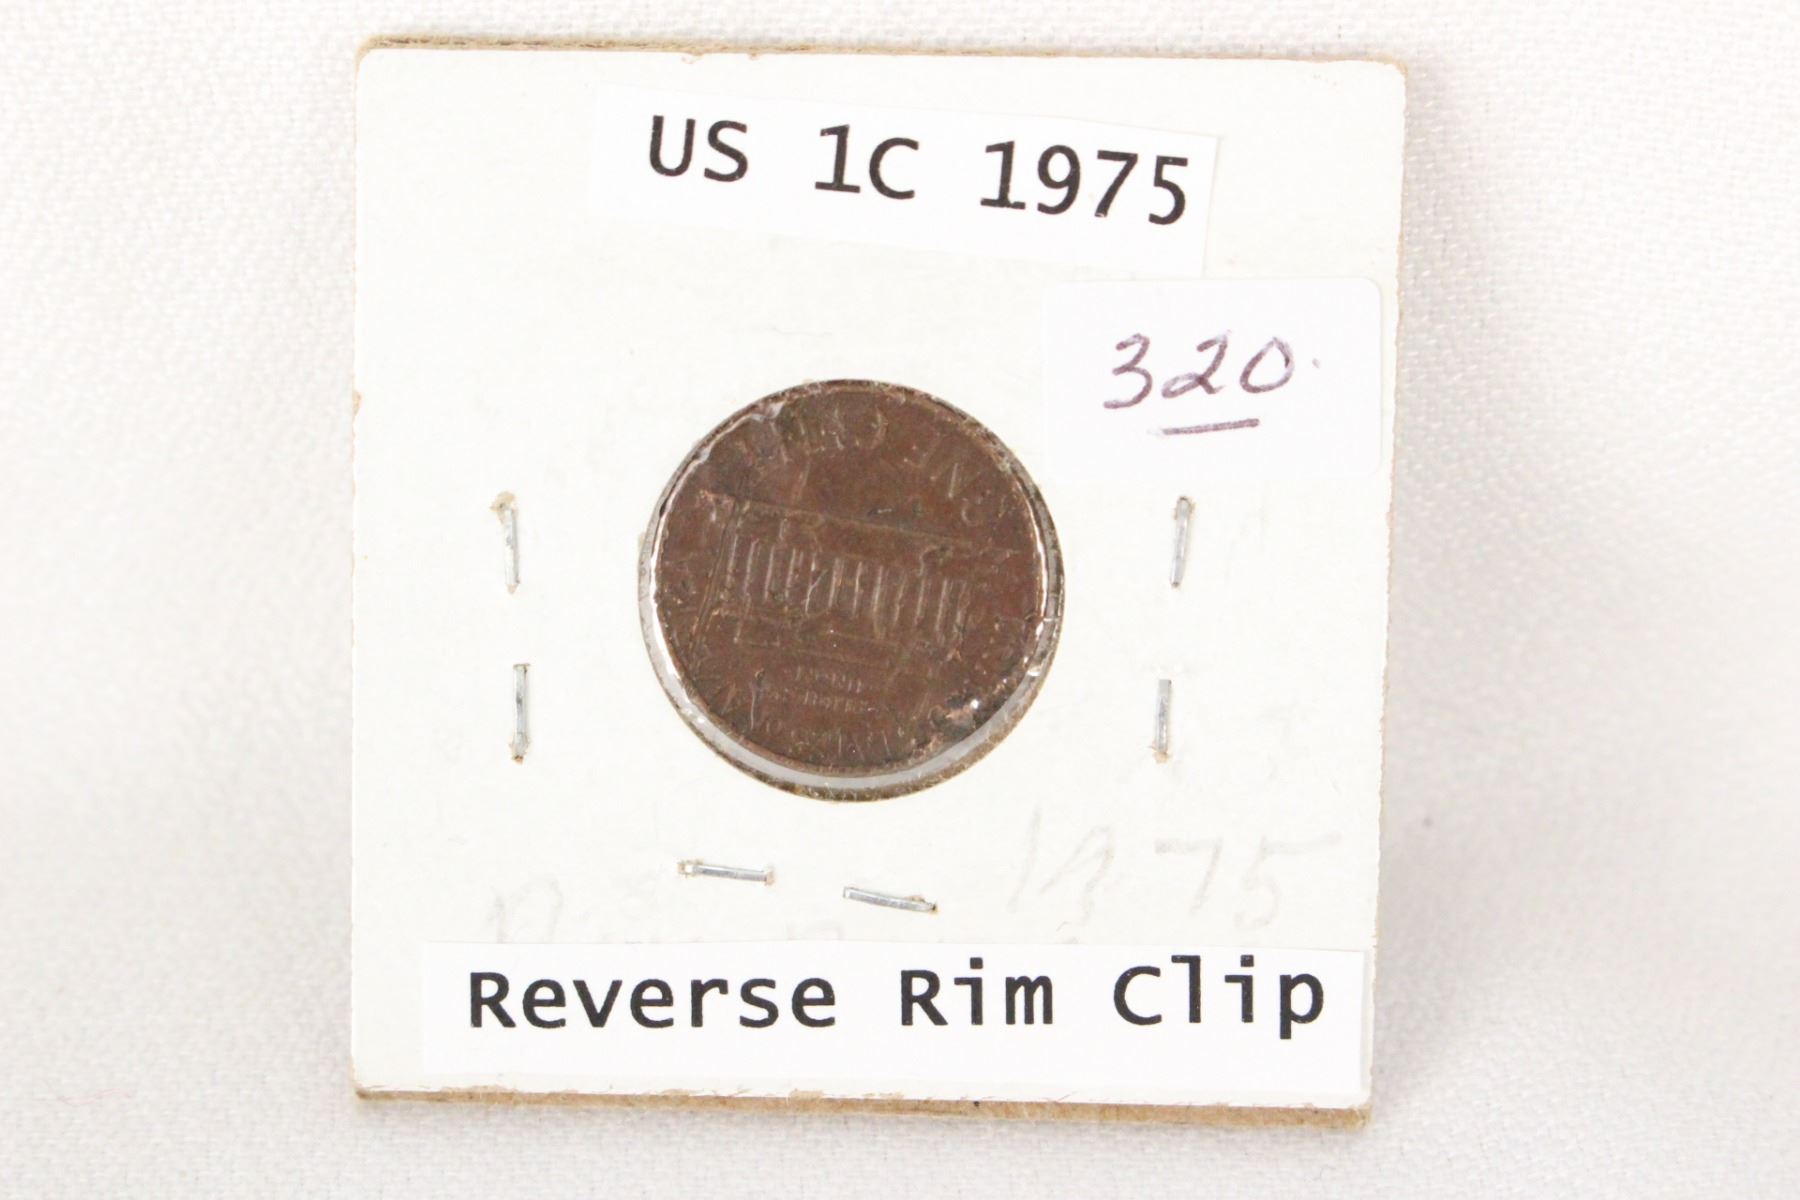 US 1C 1975
320.
ONE CENT
1975
Reverse Rim Clip